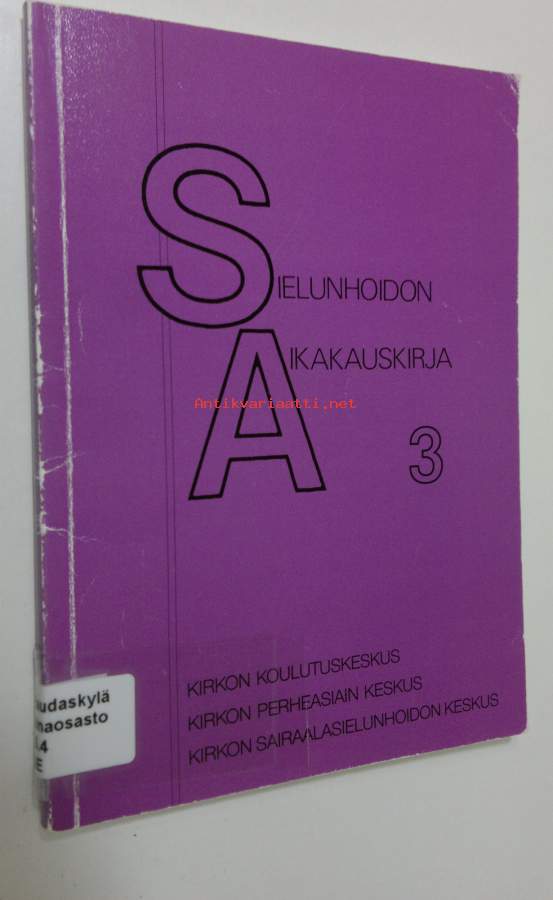 SIELUNHOIDON
AIKAKAUSKIRJA
Antikvariaatti.net
3
KIRKON KOULUTUSKESKUS
KIRKON PERHEASIAIN KESKUS
KIRKON SAIRAALASIELUNHOIDON KESKUS
udaskylä
naosasto
.4
E